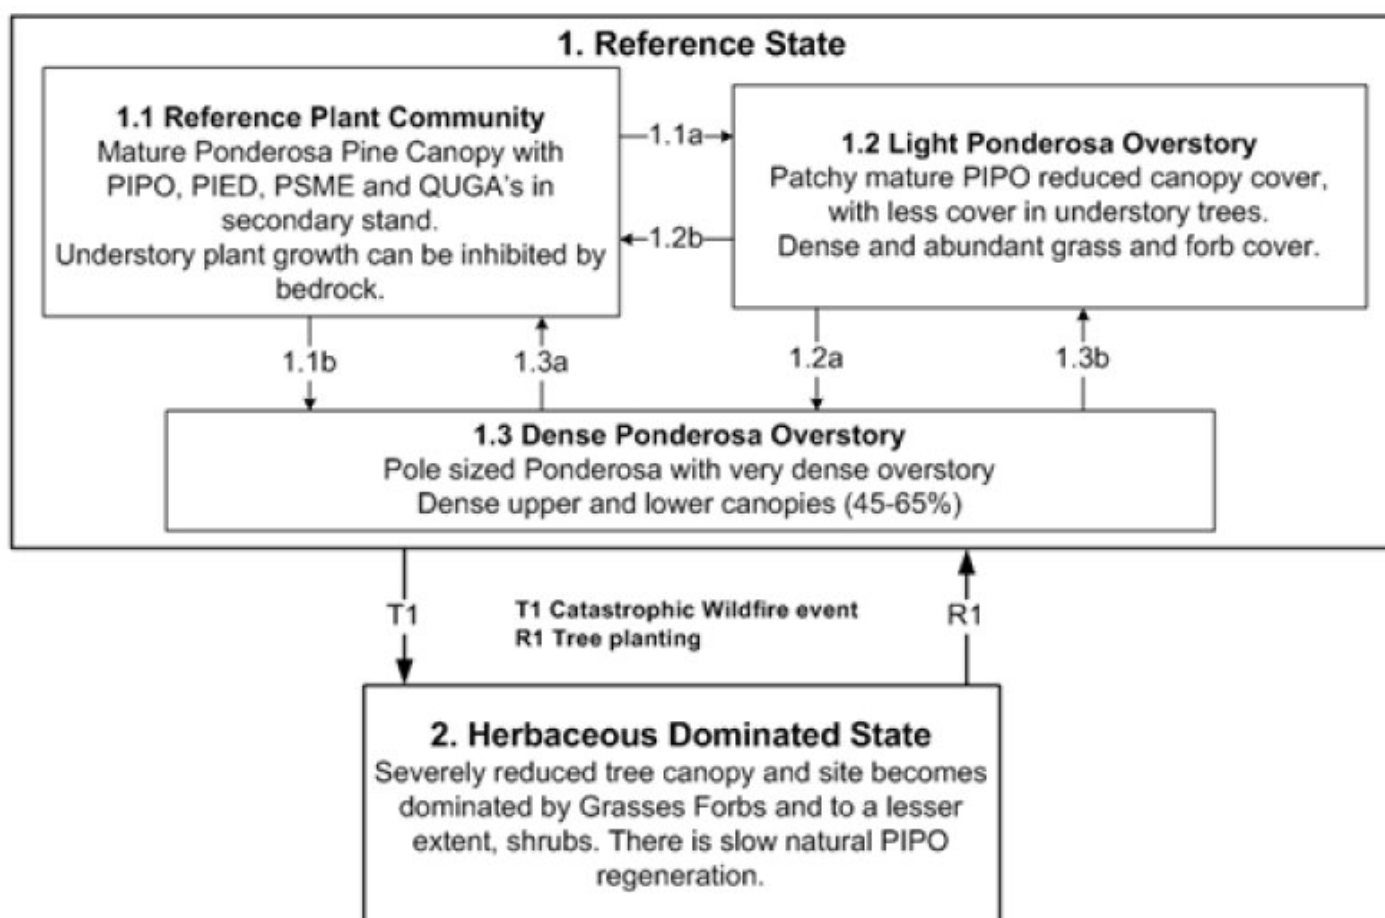 1. Reference State
1.1 Reference Plant Community
Mature Ponderosa Pine Canopy with
PIPO, PIED, PSME and QUGA's in
secondary stand.
Understory plant growth can be inhibited by
bedrock.
1.1a
1.2b
1.2 Light Ponderosa Overstory
Patchy mature PIPO reduced canopy cover,
with less cover in understory trees.
Dense and abundant grass and forb cover.
1.1b
1.3a
1.2a
1.3b
1.3 Dense Ponderosa Overstory
Pole sized Ponderosa with very dense overstory
Dense upper and lower canopies (45-65%)
T1
T1 Catastrophic Wildfire event
R1 Tree planting
R1
2. Herbaceous Dominated State
Severely reduced tree canopy and site becomes
dominated by Grasses Forbs and to a lesser
extent, shrubs. There is slow natural PIPO
regeneration.